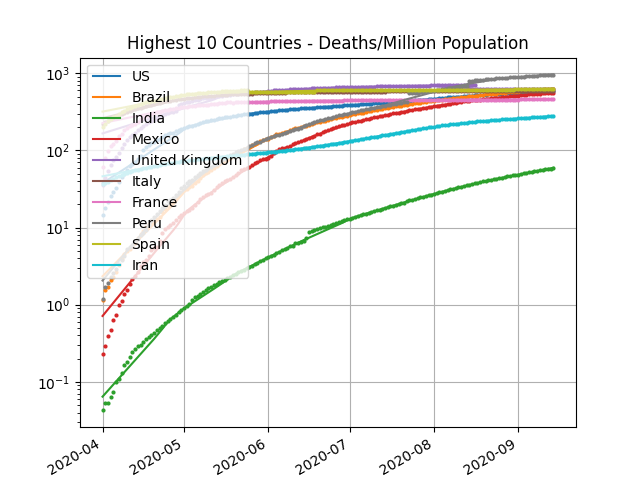 Highest 10 Countries - Deaths/Million Population
10³
10²
10¹
10⁰
10⁻¹
US
Brazil
India
Mexico
United Kingdom
Italy
France
Peru
Spain
Iran
2020-04
2020-05
2020-06
2020-07
2020-08
2020-09